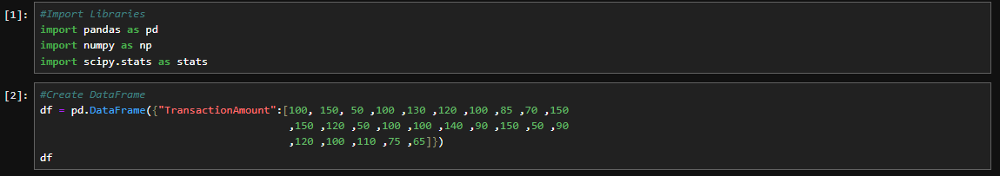 [1]:
#Import Libraries
import pandas as pd
import numpy as np
import scipy.stats as stats
[2]:
#Create DataFrame
df = pd.DataFrame({"TransactionAmount":[100, 150, 50 ,100 ,130 ,120 ,100 ,85 ,70 ,150
,150 ,120 ,50 ,100 ,100 ,140 ,90 ,150 ,50 ,90
,120 ,100 ,110 ,75 ,65]})
df